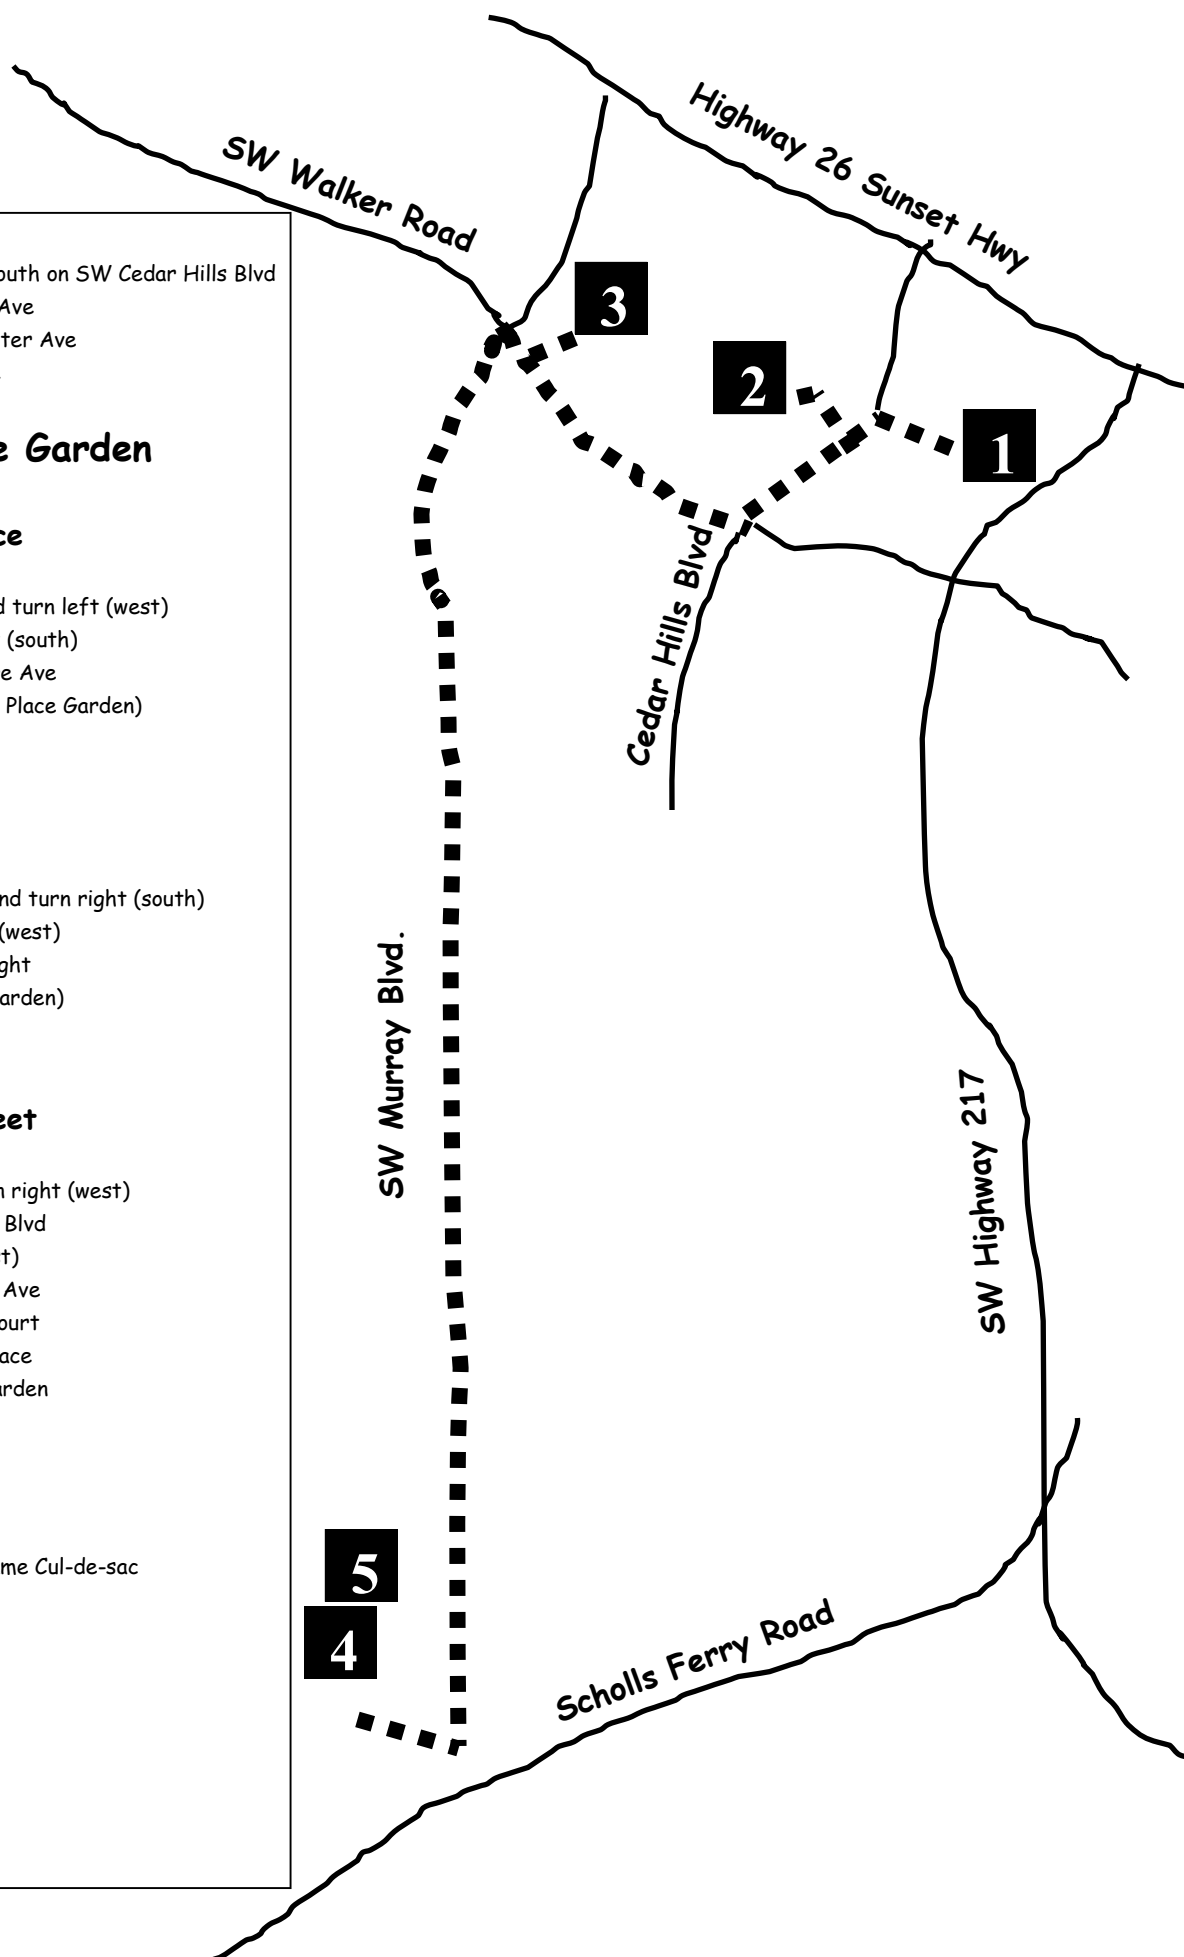 Highway 26 Sunset Hwy
SW Walker Road
outh on SW Cedar Hills Blvd
Ave
ter Ave
3
2
1
e Garden
ce
d turn left (west)
(south)
e Ave
Place Garden)
Cedar Hills Blvd
nd turn right (south)
(west)
ght
arden)
SW Murray Blvd.
SW Highway 217
eet
n right (west)
Blvd
t)
Ave
ourt
ace
arden
me Cul-de-sac
5
4
Scholls Ferry Road